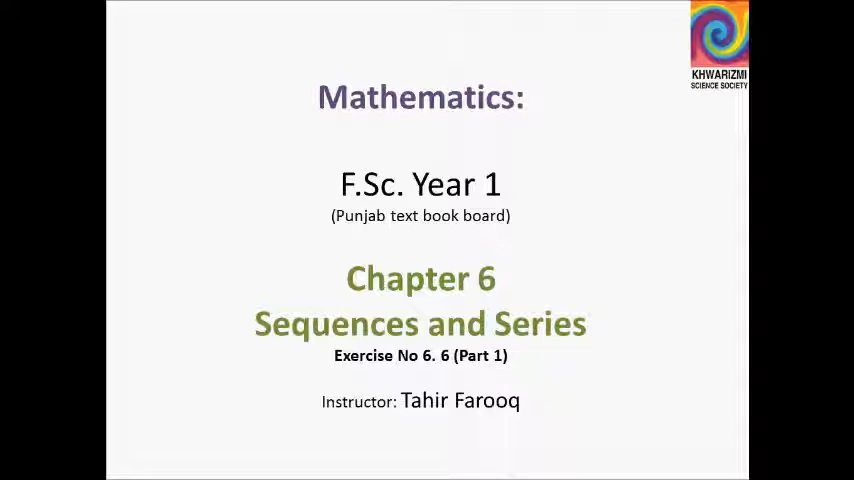 KHWARIZMI
SCIENCE SOCIETY
Mathematics:
F.Sc. Year 1
(Punjab text book board)
Chapter 6
Sequences and Series
Exercise No 6. 6 (Part 1)
Instructor: Tahir Farooq